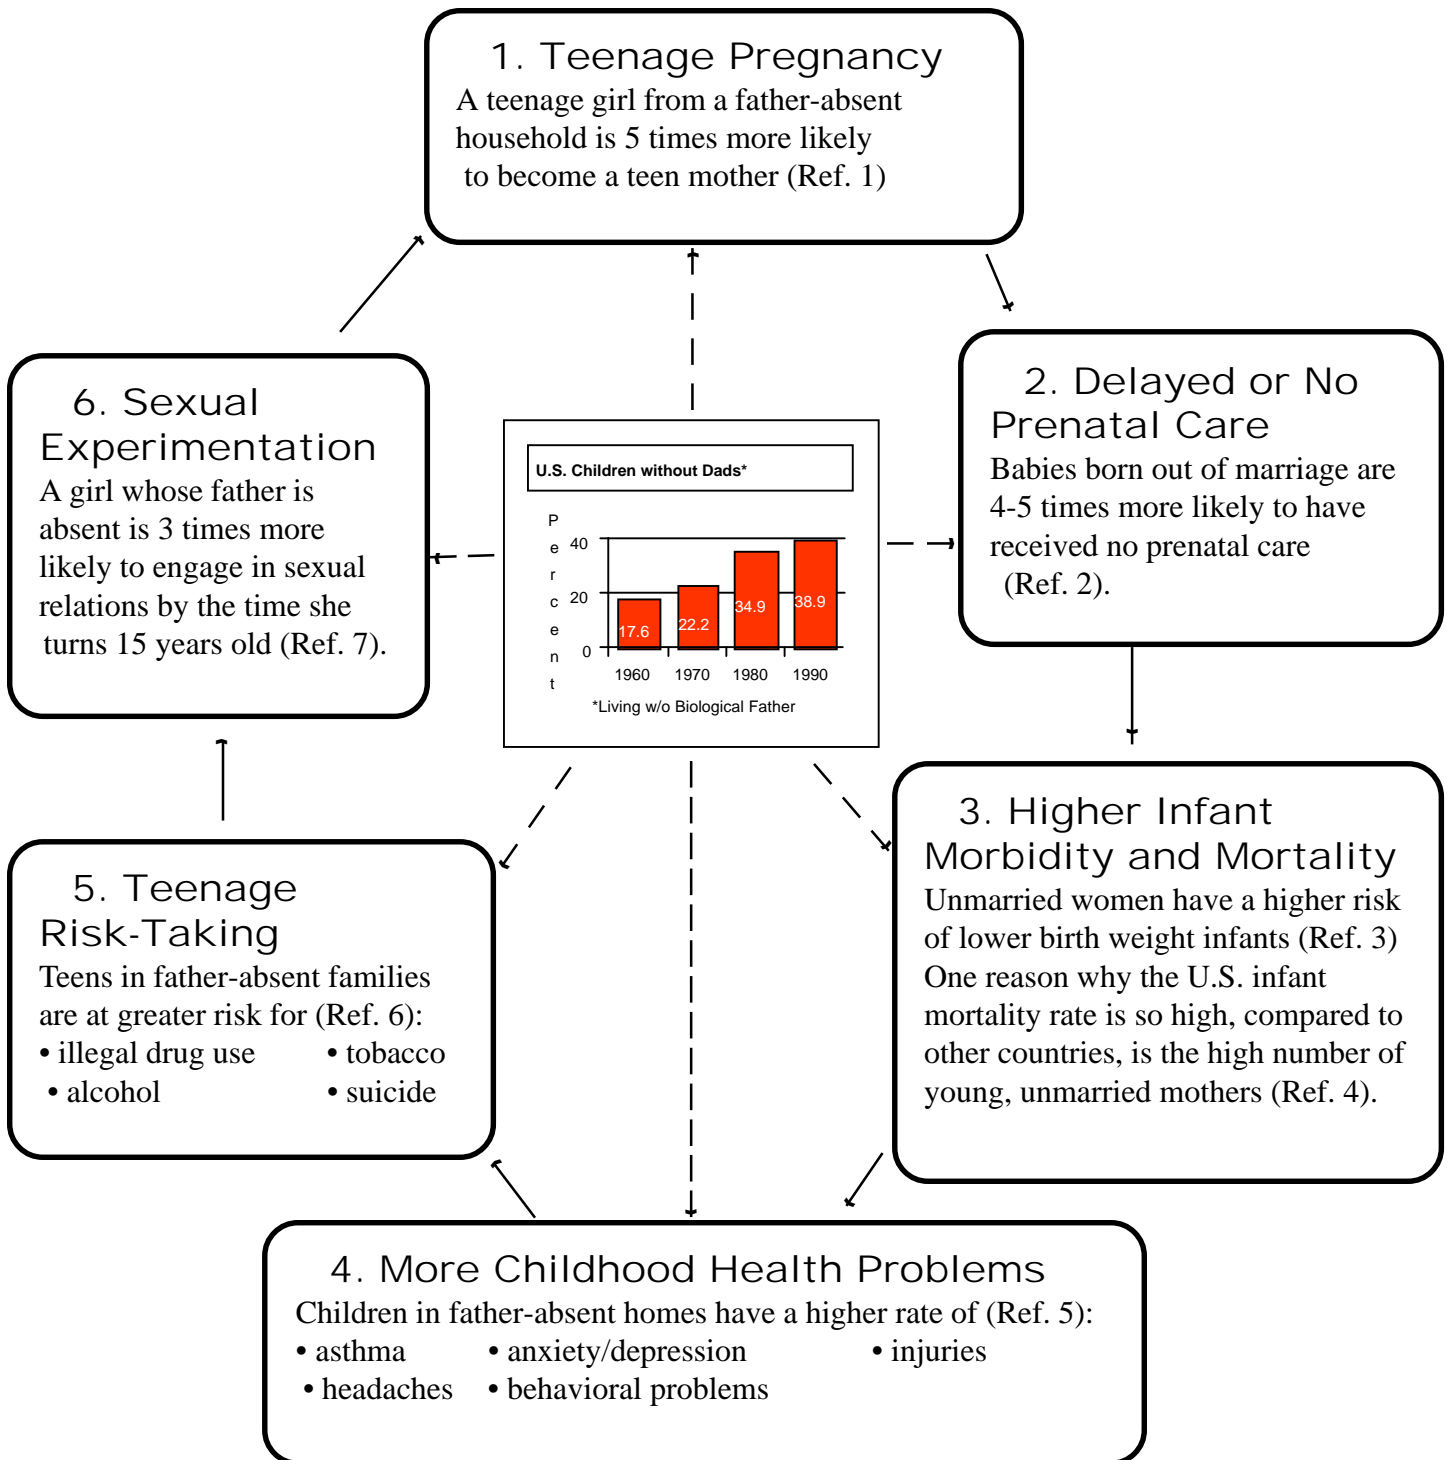 1. Teenage Pregnancy
A teenage girl from a father-absent
household is 5 times more likely
to become a teen mother (Ref. 1)
2. Delayed or No
Prenatal Care
Babies born out of marriage are
4-5 times more likely to have
received no prenatal care
(Ref. 2).
3. Higher Infant
Morbidity and Mortality
Unmarried women have a higher risk
of lower birth weight infants (Ref. 3)
One reason why the U.S. infant
mortality rate is so high, compared to
other countries, is the high number of
young, unmarried mothers (Ref. 4).
4. More Childhood Health Problems
Children in father-absent homes have a higher rate of (Ref. 5):
• asthma • anxiety/depression • injuries
• headaches • behavioral problems
5. Teenage
Risk-Taking
Teens in father-absent families
are at greater risk for (Ref. 6):
• illegal drug use • tobacco
• alcohol • suicide
6. Sexual
Experimentation
A girl whose father is
absent is 3 times more
likely to engage in sexual
relations by the time she
turns 15 years old (Ref. 7).
U.S. Children without Dads*
Percent
40
20
0
17.6 22.2 34.9 38.9
1960 1970 1980 1990
*Living w/o Biological Father